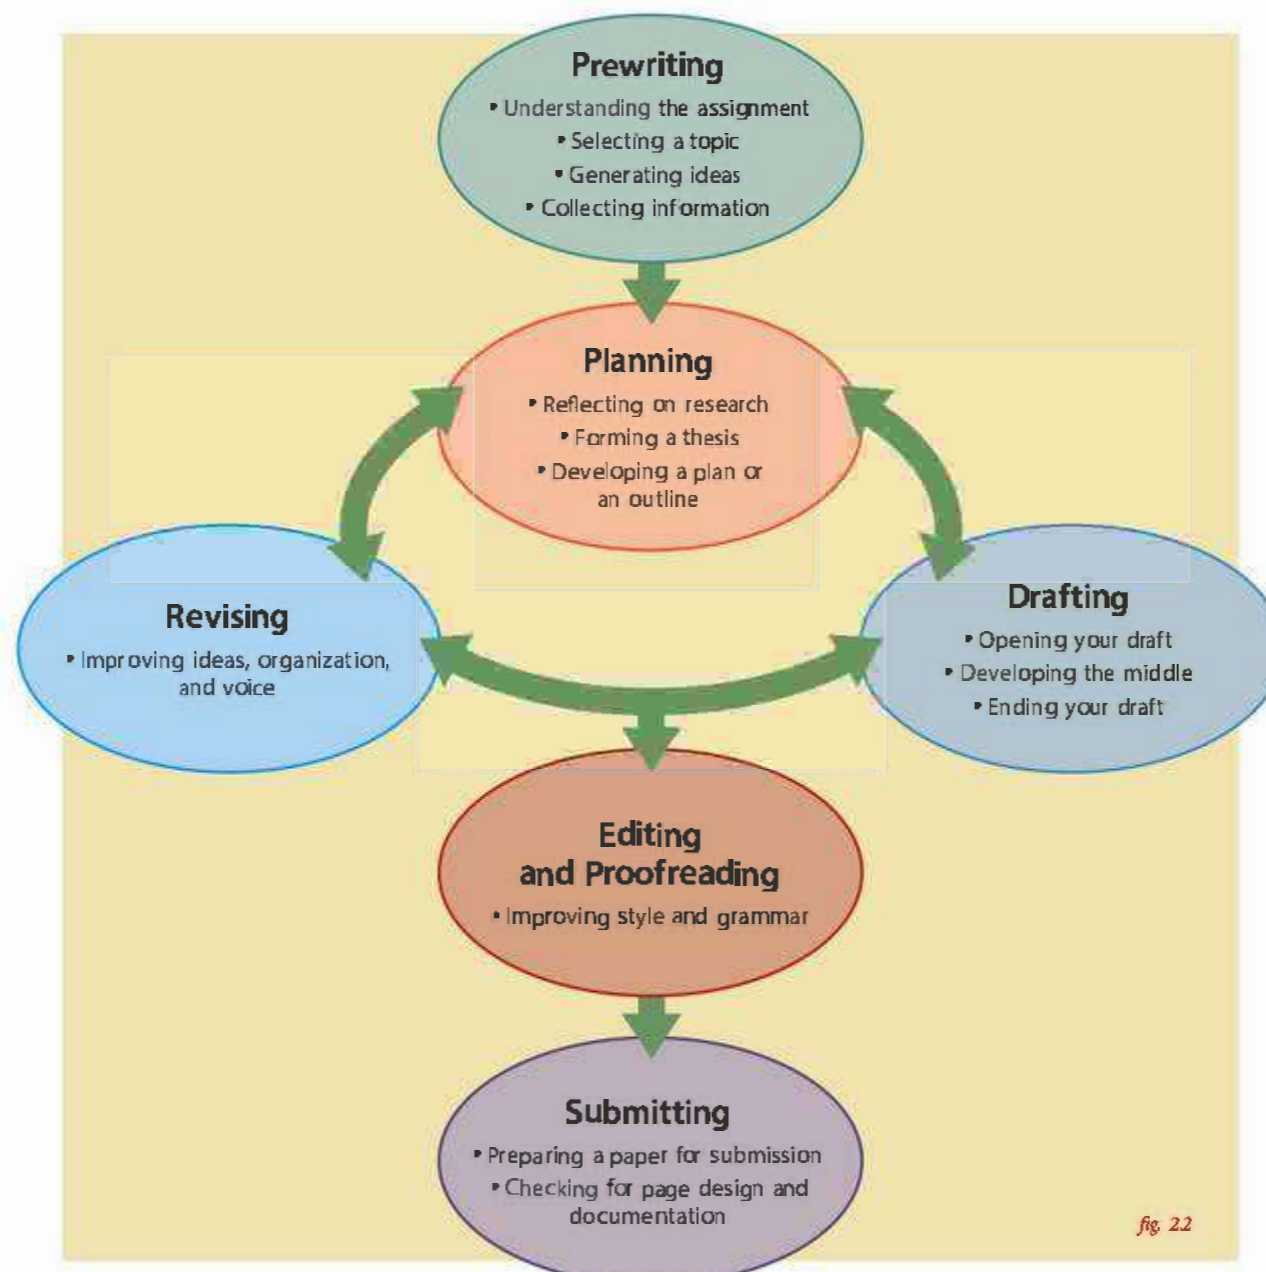 Prewriting
▪ Understanding the assignment
▪ Selecting a topic
▪ Generating ideas
▪ Collecting information
Planning
▪ Reflecting on research
▪ Forming a thesis
▪ Developing a plan or
an outline
Revising
▪ Improving ideas, organization,
and voice
Drafting
▪ Opening your draft
▪ Developing the middle
▪ Ending your draft
Editing
and Proofreading
▪ Improving style and grammar
Submitting
▪ Preparing a paper for submission
▪ Checking for page design and
documentation
fig. 2.2